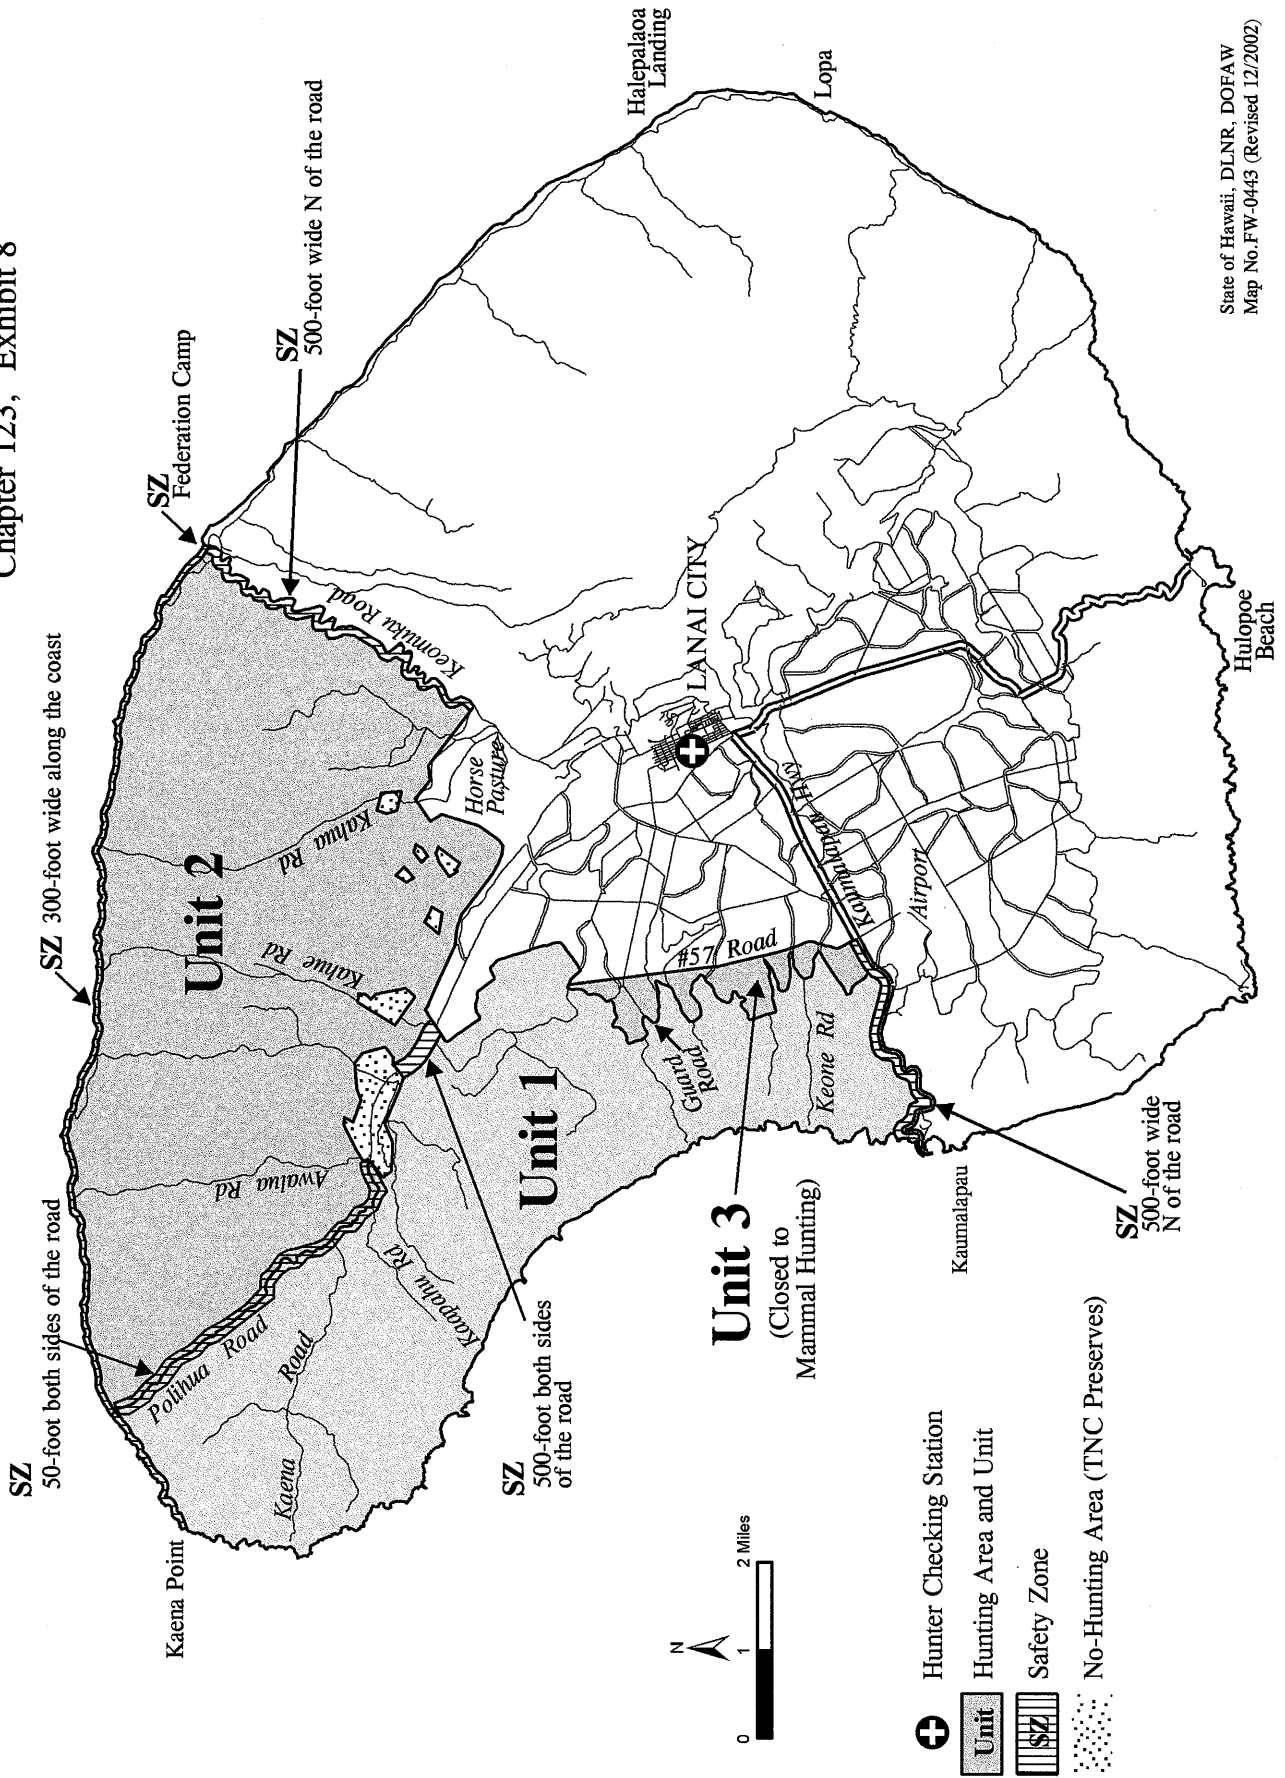 Chapter 123, Exhibit 8
SZ
50-foot both sides of the road
SZ 300-foot wide along the coast
SZ
Federation Camp
SZ
500-foot wide N of the road
Kaena Point
Polihua Road
Kaena Road
Awalua Rd
Kaapahu Rd
Unit 2
Kahue Rd
Kahua Rd
Keomuku Road
Horse
Pasture
Halepalaoa
Landing
Lopa
SZ
500-foot both sides
of the road
Unit 1
LANAI CITY
Guard
Road
#57 Road
Keone Rd
Kaumalapau Hwy
Airport
Unit 3
(Closed to
Mammal Hunting)
Kaumalapau
SZ
500-foot wide
N of the road
Hulopoe
Beach
N
0 1 2 Miles
Hunter Checking Station
Unit
Hunting Area and Unit
SZ
Safety Zone
No-Hunting Area (TNC Preserves)
State of Hawaii, DLNR, DOFAW
Map No.FW-0443 (Revised 12/2002)